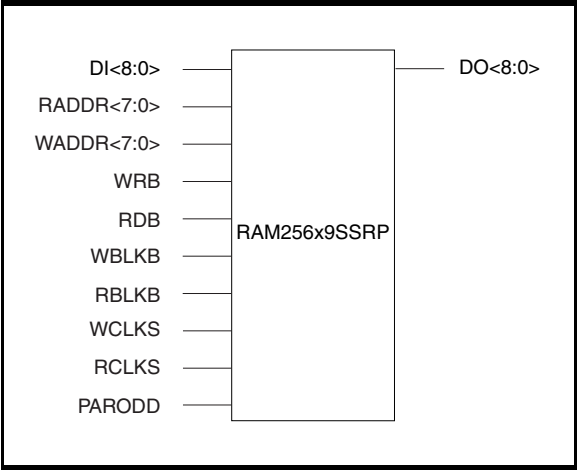 DI<8:0>
DO<8:0>
RADDR<7:0>
WADDR<7:0>
WRB
RDB
RAM256x9SSRP
WBLKB
RBLKB
WCLKS
RCLKS
PARODD